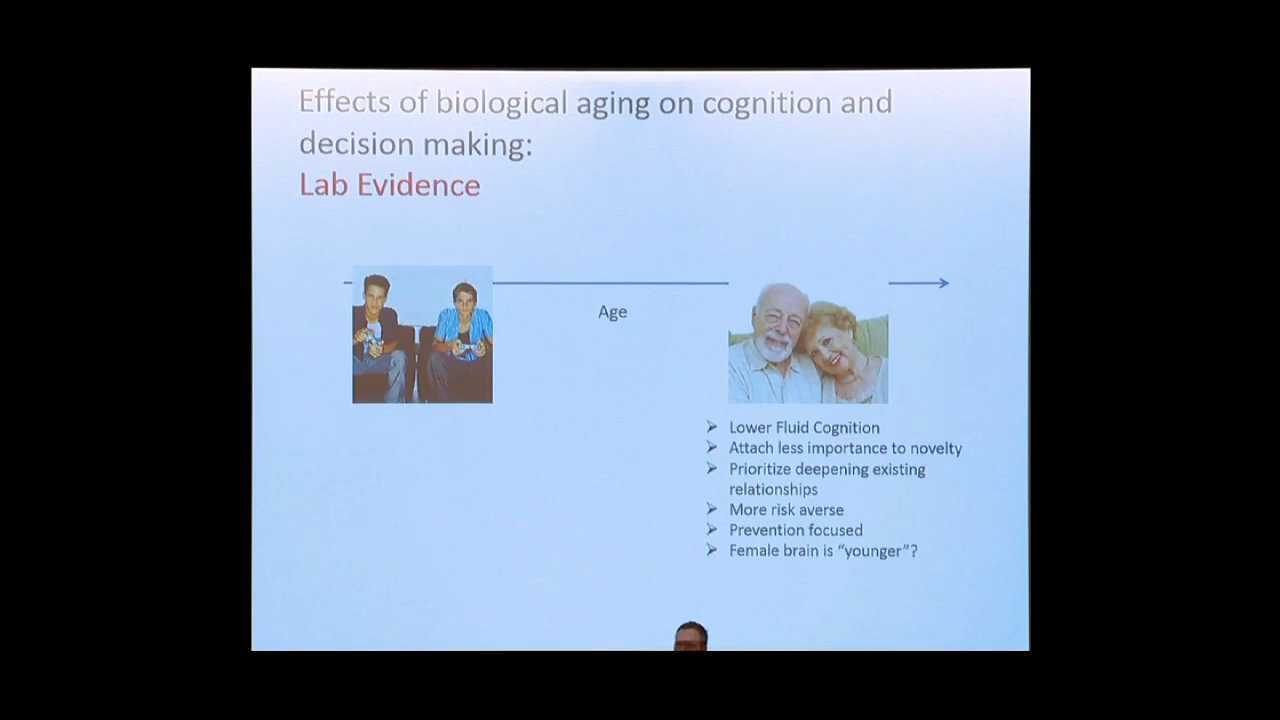 Effects of biological aging on cognition and
decision making:
Lab Evidence
Age
➢ Lower Fluid Cognition
➢ Attach less importance to novelty
➢ Prioritize deepening existing
relationships
➢ More risk averse
➢ Prevention focused
➢ Female brain is “younger”?